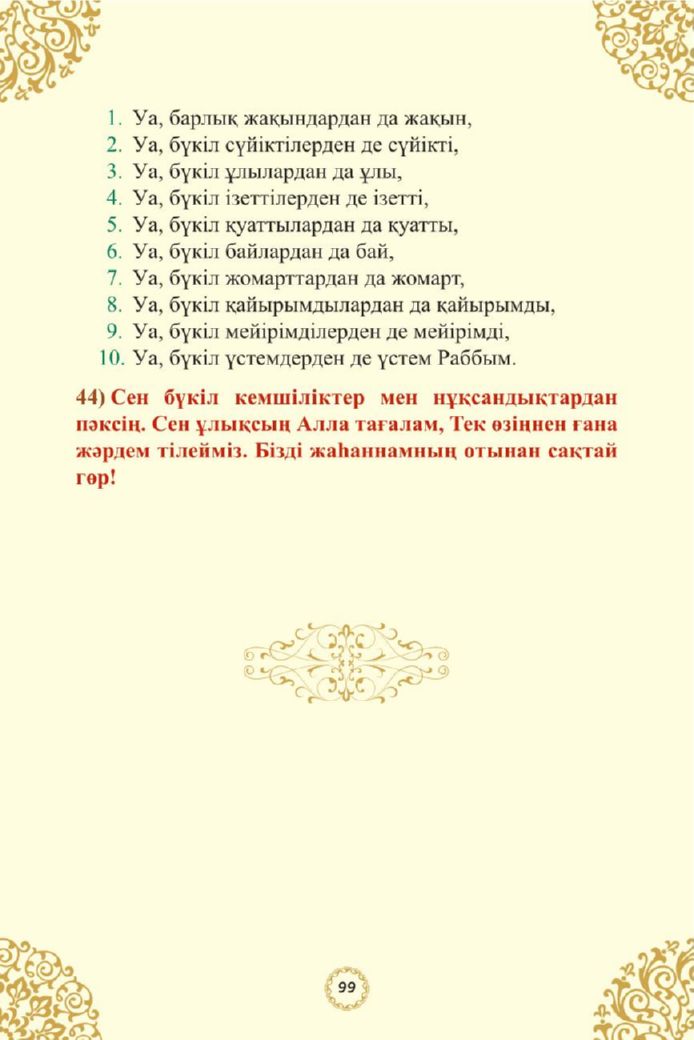 1. Уа, барлық жақындардан да жақын,
2. Уа, бүкіл сүйіктілерден де сүйікті,
3. Уа, бүкіл ұлылардан да ұлы,
4. Уа, бүкіл ізеттілерден де ізетті,
5. Уа, бүкіл қуаттылардан да қуатты,
6. Уа, бүкіл байлардан да бай,
7. Уа, бүкіл жомарттардан да жомарт,
8. Уа, бүкіл қайырымдылардан да қайырымды,
9. Уа, бүкіл мейірімділерден де мейірімді,
10. Уа, бүкіл үстемдерден де үстем Раббым.
44) Сен бүкіл кемшіліктер мен нұқсандықтардан
пәксің. Сен ұлықсың Алла тағалам, Тек өзіңнен ғана
жәрдем тілейміз. Бізді жаһаннамның отынан сақтай
гөр!
99